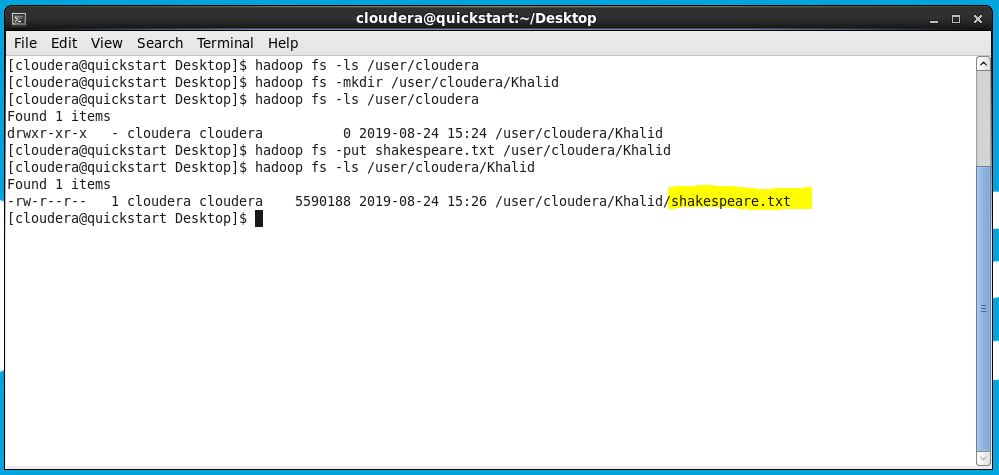 cloudera@quickstart:~/Desktop
File Edit View Search Terminal Help
[cloudera@quickstart Desktop]$ hadoop fs -ls /user/cloudera
[cloudera@quickstart Desktop]$ hadoop fs -mkdir /user/cloudera/Khalid
[cloudera@quickstart Desktop]$ hadoop fs -ls /user/cloudera
Found 1 items
drwxr-xr-x   - cloudera cloudera          0 2019-08-24 15:24 /user/cloudera/Khalid
[cloudera@quickstart Desktop]$ hadoop fs -put shakespeare.txt /user/cloudera/Khalid
[cloudera@quickstart Desktop]$ hadoop fs -ls /user/cloudera/Khalid
Found 1 items
-rw-r--r--   1 cloudera cloudera    5590188 2019-08-24 15:26 /user/cloudera/Khalid/shakespeare.txt
[cloudera@quickstart Desktop]$